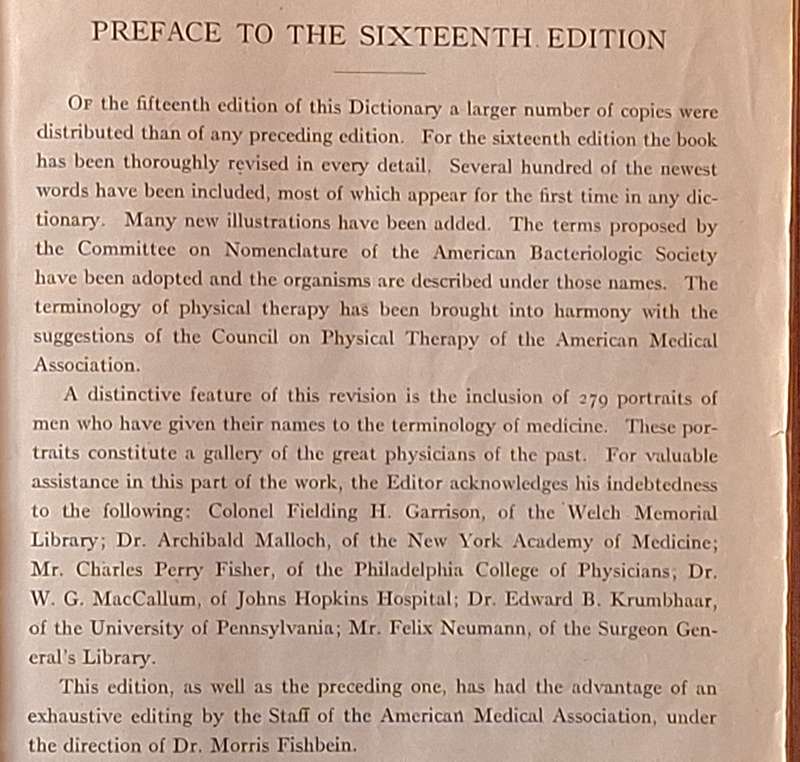 PREFACE TO THE SIXTEENTH EDITION
Of the fifteenth edition of this Dictionary a larger number of copies were
distributed than of any preceding edition. For the sixteenth edition the book
has been thoroughly revised in every detail. Several hundred of the newest
words have been included, most of which appear for the first time in any dic-
tionary. Many new illustrations have been added. The terms proposed by
the Committee on Nomenclature of the American Bacteriologic Society
have been adopted and the organisms are described under those names. The
terminology of physical therapy has been brought into harmony with the
suggestions of the Council on Physical Therapy of the American Medical
Association.
A distinctive feature of this revision is the inclusion of 279 portraits of
men who have given their names to the terminology of medicine. These por-
traits constitute a gallery of the great physicians of the past. For valuable
assistance in this part of the work, the Editor acknowledges his indebtedness
to the following: Colonel Fielding H. Garrison, of the Welch Memorial
Library; Dr. Archibald Malloch, of the New York Academy of Medicine;
Mr. Charles Perry Fisher, of the Philadelphia College of Physicians; Dr.
W. G. MacCallum, of Johns Hopkins Hospital; Dr. Edward B. Krumbhaar,
of the University of Pennsylvania; Mr. Felix Neumann, of the Surgeon Gen-
eral's Library.
This edition, as well as the preceding one, has had the advantage of an
exhaustive editing by the Staff of the American Medical Association, under
the direction of Dr. Morris Fishbein.